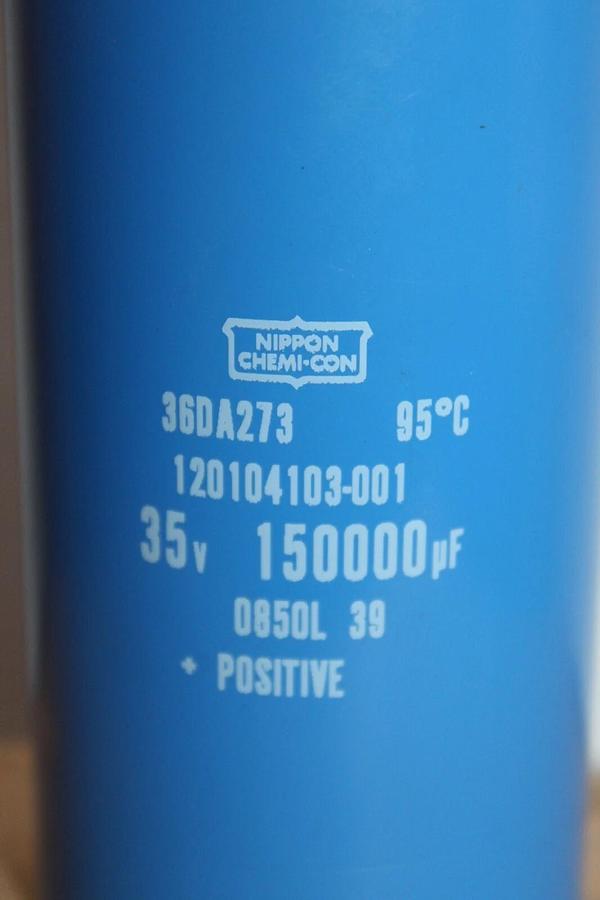 NIPPON
CHEMI-CON
36DA273 95°C
120104103-001
35v 150000µF
0850L 39
+ POSITIVE